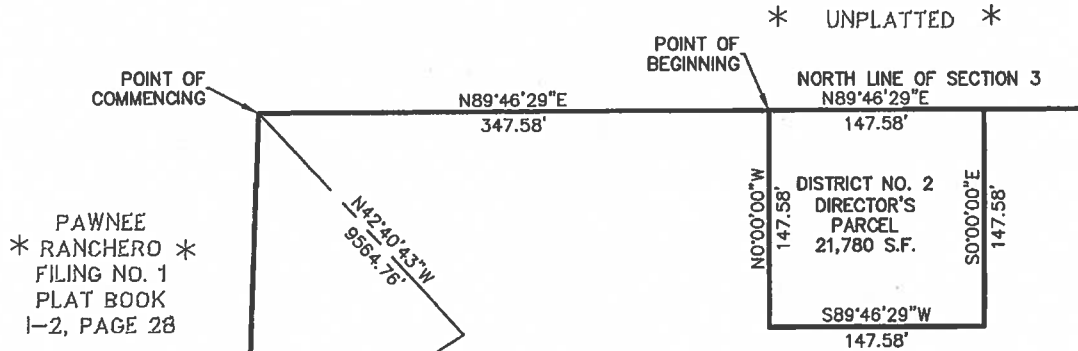 * UNPLATTED *
POINT OF
BEGINNING
POINT OF
COMMENCING
NORTH LINE OF SECTION 3
N89°46'29"E
347.58'
N89°46'29"E
147.58'
N42°40'43"W
9564.76'
N0°00'00"W
147.58'
DISTRICT NO. 2
DIRECTOR'S
PARCEL
21,780 S.F.
S0°00'00"E
147.58'
PAWNEE
* RANCHERO *
FILING NO. 1
PLAT BOOK
I-2, PAGE 28
S89°46'29"W
147.58'